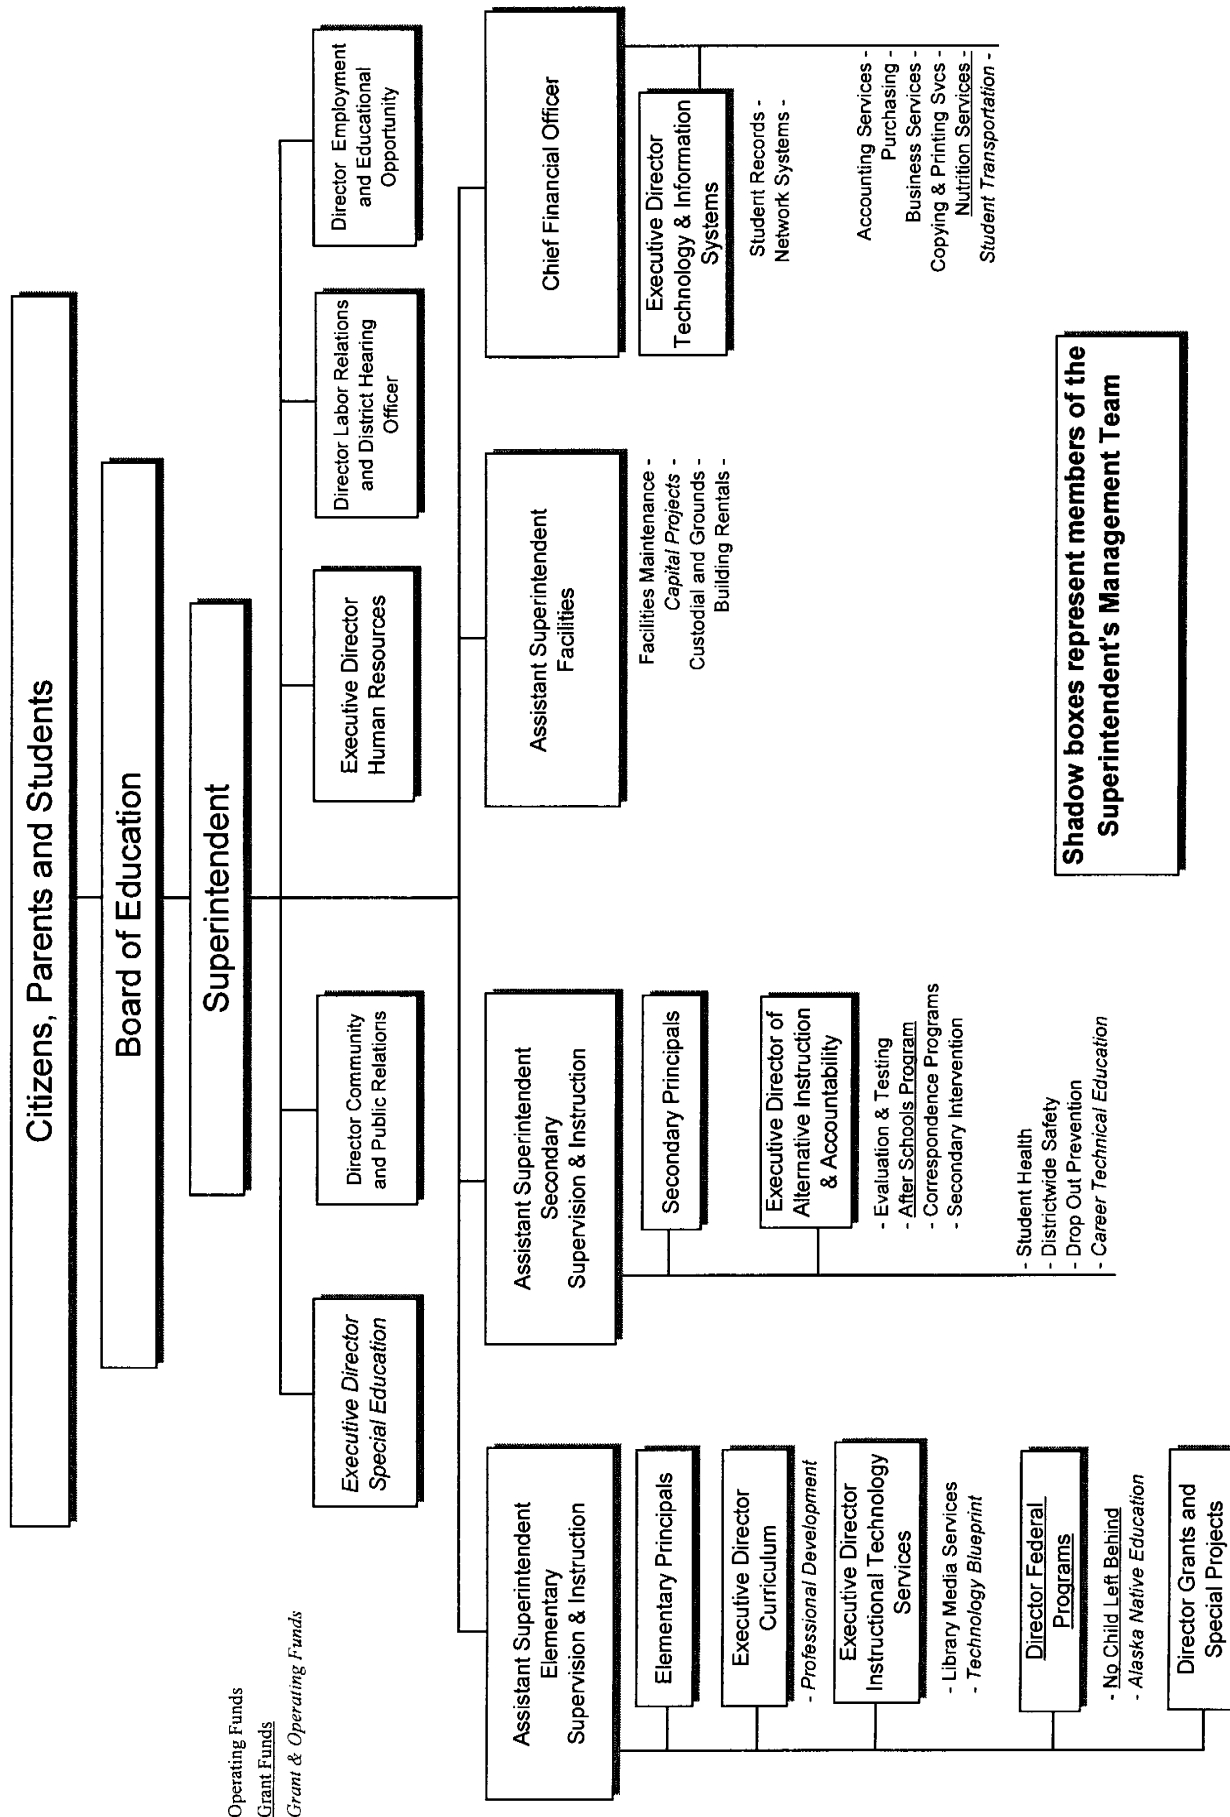 Citizens, Parents and Students
Board of Education
Superintendent
Operating Funds
Grant Funds
Grant & Operating Funds
Executive Director
Special Education
Director Community
and Public Relations
Executive Director
Human Resources
Director Labor Relations
and District Hearing
Officer
Director Employment
and Educational
Opportunity
Assistant Superintendent
Elementary
Supervision & Instruction
Elementary Principals
Executive Director
Curriculum
- Professional Development
Executive Director
Instructional Technology
Services
- Library Media Services
- Technology Blueprint
Director Federal
Programs
- No Child Left Behind
- Alaska Native Education
Director Grants and
Special Projects
Assistant Superintendent
Secondary
Supervision & Instruction
Secondary Principals
Executive Director of
Alternative Instruction
& Accountability
- Evaluation & Testing
- After Schools Program
- Correspondence Programs
- Secondary Intervention
- Student Health
- Districtwide Safety
- Drop Out Prevention
- Career Technical Education
Assistant Superintendent
Facilities
Facilities Maintenance -
Capital Projects -
Custodial and Grounds -
Building Rentals -
Chief Financial Officer
Executive Director
Technology & Information
Systems
Student Records -
Network Systems -
Accounting Services -
Purchasing -
Business Services -
Copying & Printing Svcs -
Nutrition Services -
Student Transportation -
Shadow boxes represent members of the
Superintendent's Management Team